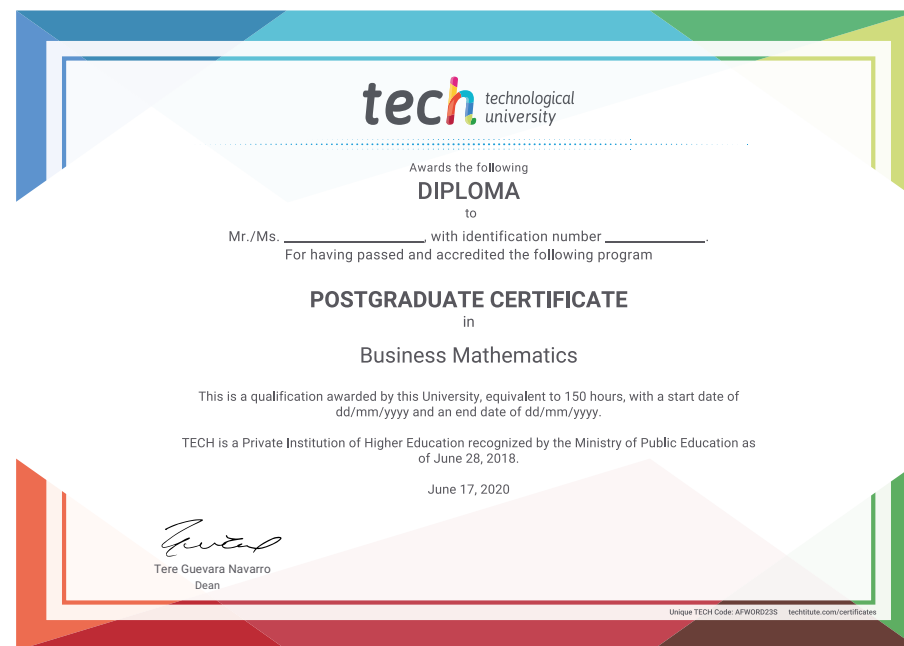 tech technological
university
Awards the following
DIPLOMA
to
Mr./Ms. ____________, with identification number ____________.
For having passed and accredited the following program
POSTGRADUATE CERTIFICATE
in
Business Mathematics
This is a qualification awarded by this University, equivalent to 150 hours, with a start date of
dd/mm/yyyy and an end date of dd/mm/yyyy.
TECH is a Private Institution of Higher Education recognized by the Ministry of Public Education as
of June 28, 2018.
June 17, 2020
Tere Guevara Navarro
Dean
Unique TECH Code: AFWORD23S techtitute.com/certificates